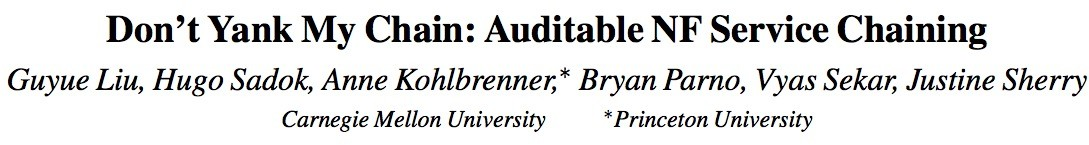 Don’t Yank My Chain: Auditable NF Service Chaining
Guyue Liu, Hugo Sadok, Anne Kohlbrenner,* Bryan Parno, Vyas Sekar, Justine Sherry
Carnegie Mellon University *Princeton University